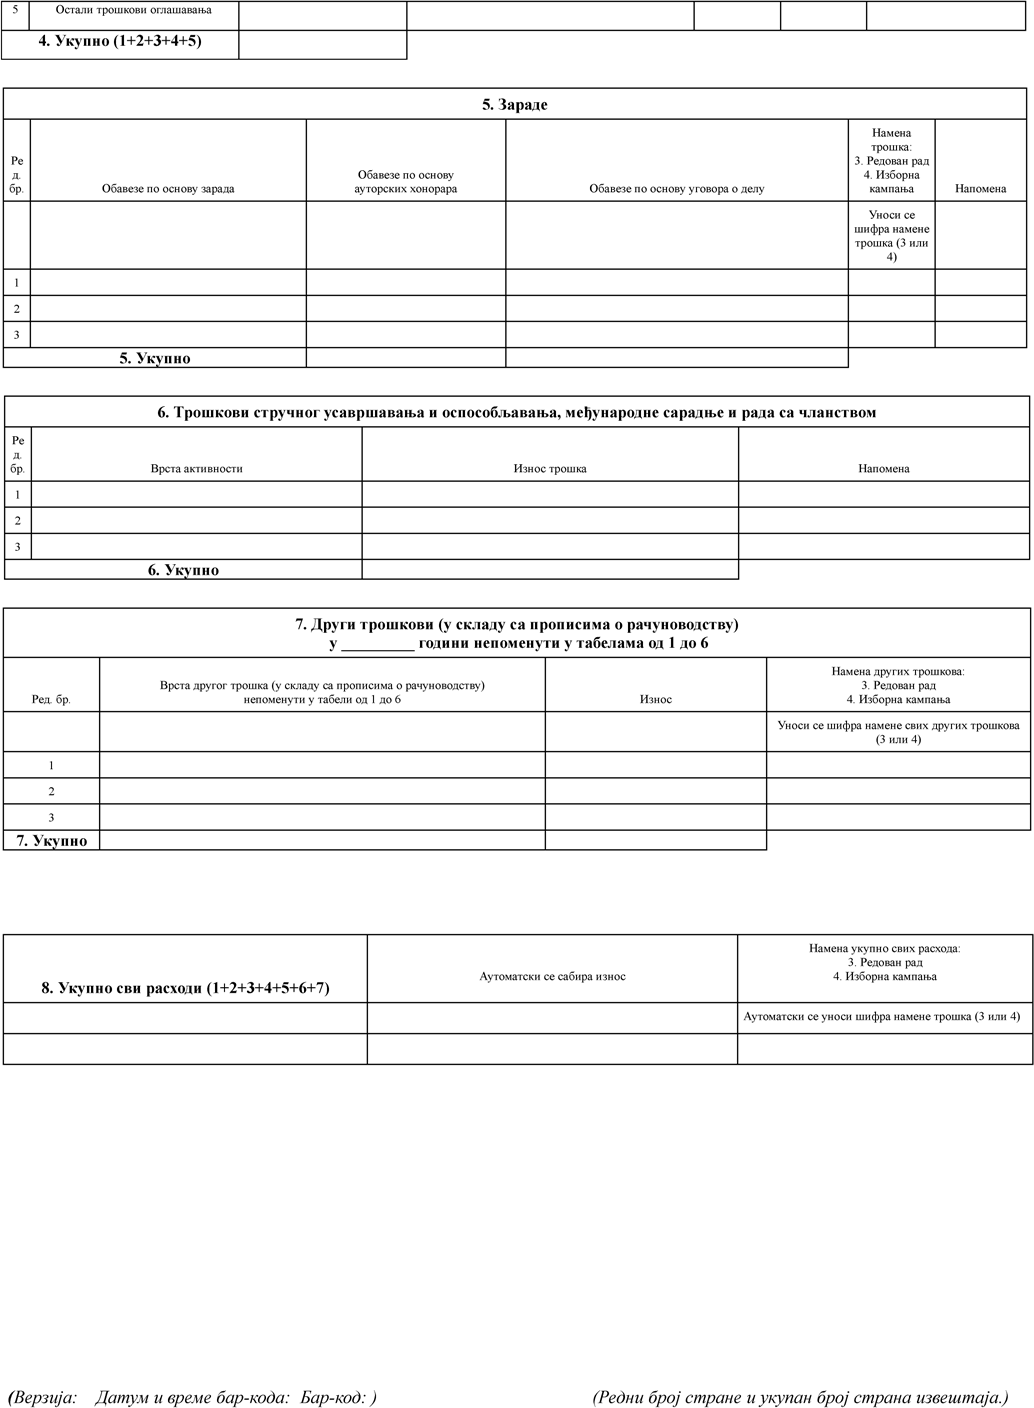 5 Остали трошкови оглашавања
4. Укупно (1+2+3+4+5)
5. Зараде
Ре
д.
бр.
Обавезе по основу зарада
Обавезе по основу
ауторских хонорара
Обавезе по основу уговора о делу
Намена
трошка:
3. Редован рад
4. Изборна
кампања
Напомена
Уноси се
шифра намене
трошка (3 или
4)
1
2
3
5. Укупно
6. Трошкови стручног усавршавања и оспособљавања, међународне сарадње и рада са чланством
Ре
д.
бр.
Врста активности
Износ трошка
Напомена
1
2
3
6. Укупно
7. Други трошкови (у складу са прописима о рачуноводству)
у _________ години непоменути у табелама од 1 до 6
Ред. бр.
Врста другог трошка (у складу са прописима о рачуноводству)
непоменути у табели од 1 до 6
Износ
Намена других трошкова:
3. Редован рад
4. Изборна кампања
Уноси се шифра намене свих других трошкова
(3 или 4)
1
2
3
7. Укупно
8. Укупно сви расходи (1+2+3+4+5+6+7)
Аутоматски се сабира износ
Намена укупно свих расхода:
3. Редован рад
4. Изборна кампања
Аутоматски се уноси шифра намене трошка (3 или 4)
(Верзија: Датум и време бар-кода: Бар-код: ) (Редни број стране и укупан број страна извештаја.)